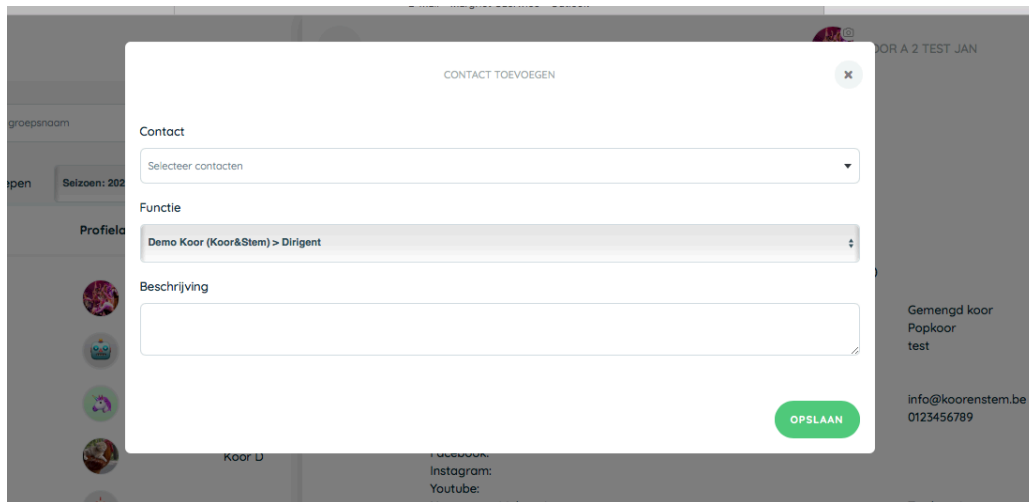 OOR A 2 TEST JAN
CONTACT TOEVOEGEN
groepsnaam
Contact
Selecteer contacten
epen
Seizoen: 202
Functie
Profiela
Demo Koor (Koor&Stem) > Dirigent
Beschrijving
Gemengd koor
Popkoor
test
info@koorenstem.be
0123456789
OPSLAAN
Koor D
Facebook:
Instagram:
Youtube: